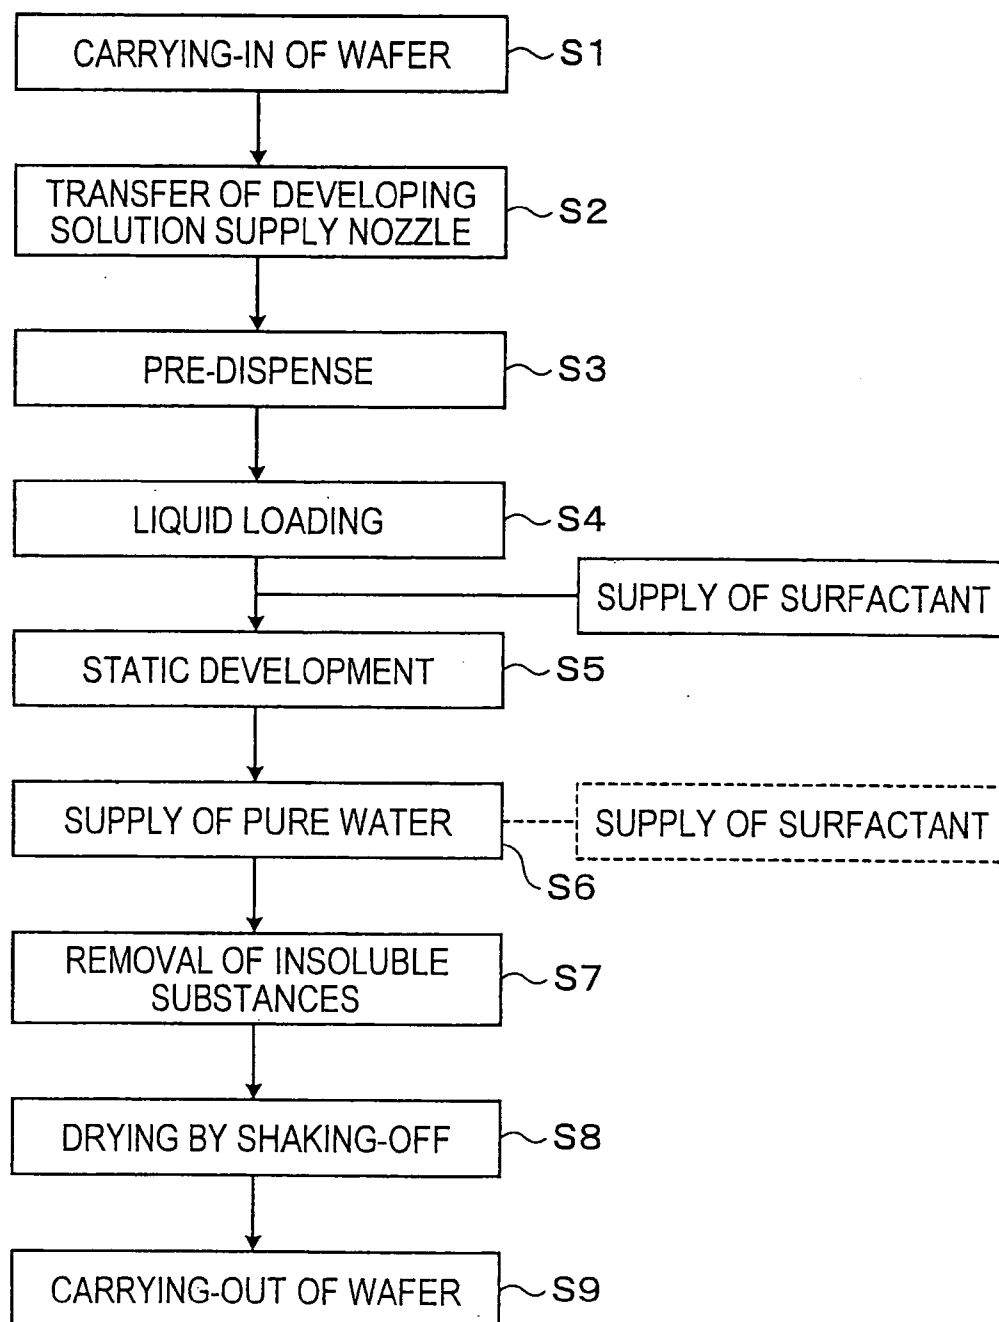 CARRYING-IN OF WAFER S1
TRANSFER OF DEVELOPING
SOLUTION SUPPLY NOZZLE S2
PRE-DISPENSE S3
LIQUID LOADING S4
SUPPLY OF SURFACTANT
STATIC DEVELOPMENT S5
SUPPLY OF PURE WATER SUPPLY OF SURFACTANT
S6
REMOVAL OF INSOLUBLE
SUBSTANCES S7
DRYING BY SHAKING-OFF S8
CARRYING-OUT OF WAFER S9